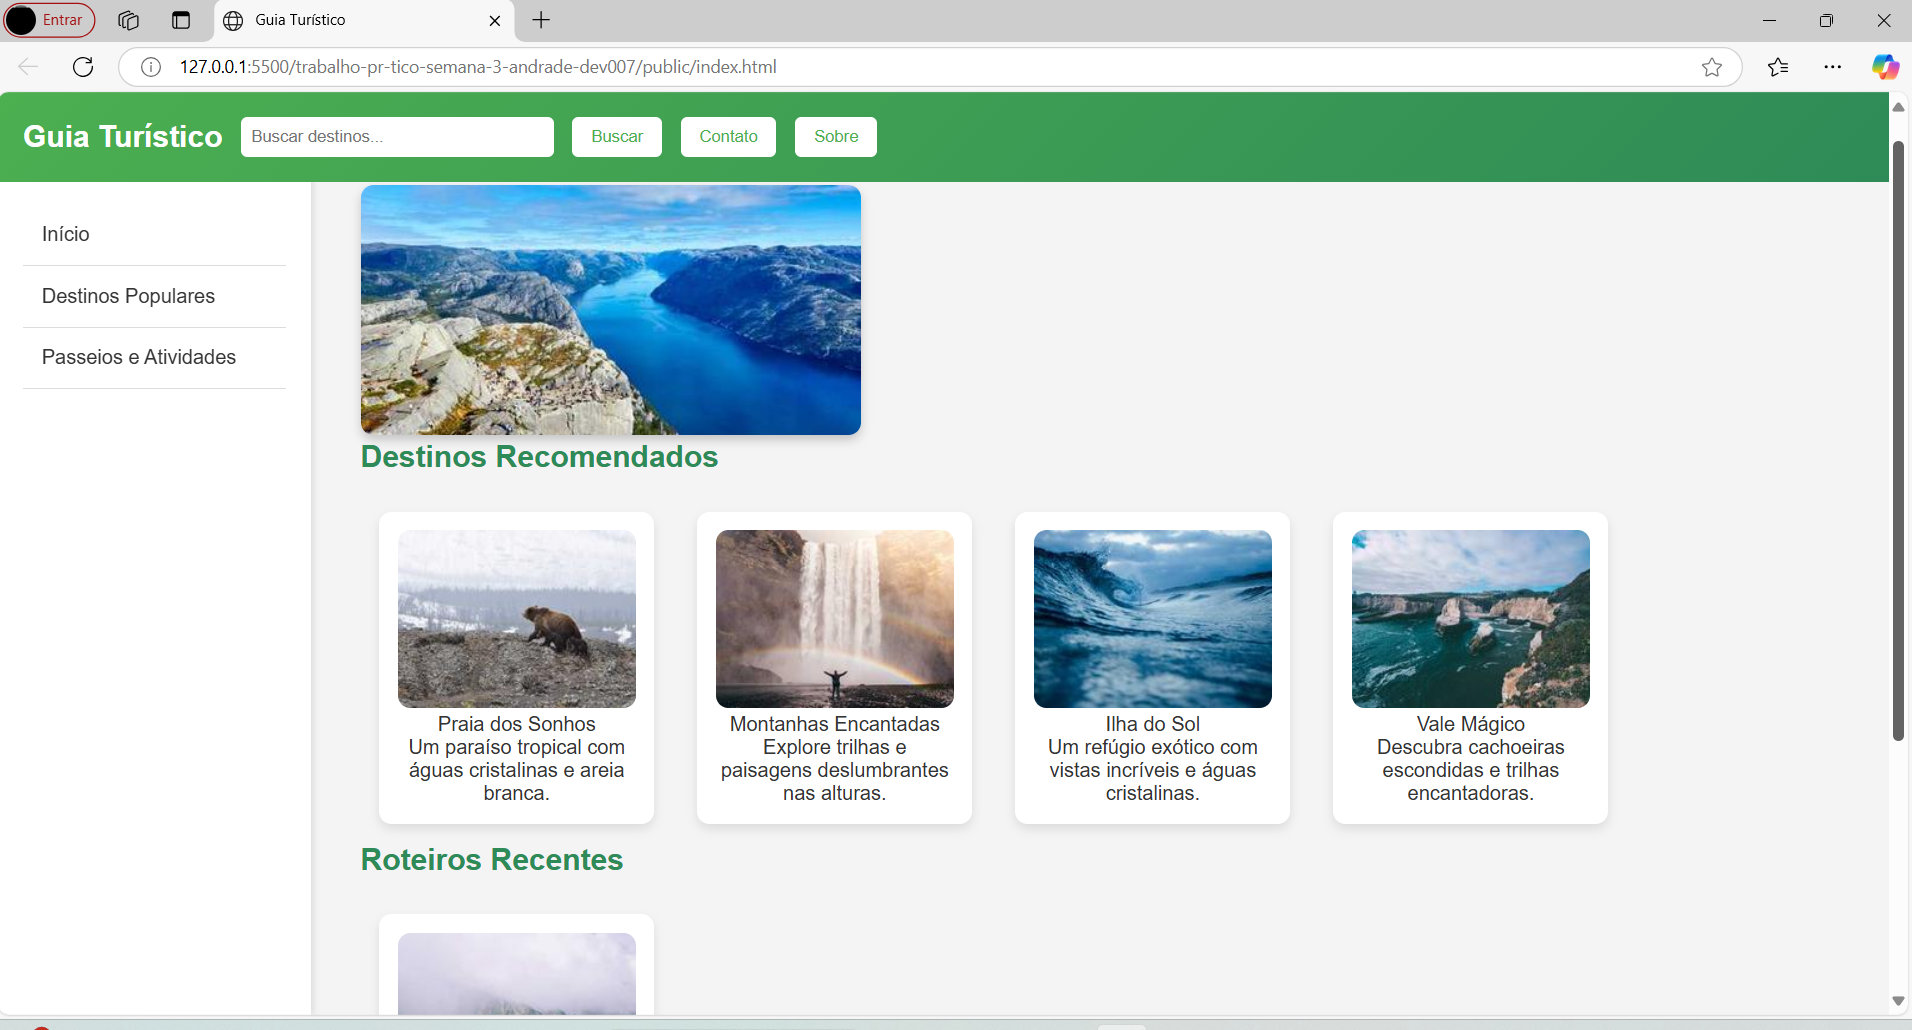 Entrar
Guia Turístico
127.0.0.1:5500/trabalho-pr-tico-semana-3-andrade-dev007/public/index.html
Guia Turístico
Buscar destinos...
Buscar
Contato
Sobre
Início
Destinos Populares
Passeios e Atividades
Destinos Recomendados
Praia dos Sonhos
Um paraíso tropical com
águas cristalinas e areia
branca.
Montanhas Encantadas
Explore trilhas e
paisagens deslumbrantes
nas alturas.
Ilha do Sol
Um refúgio exótico com
vistas incríveis e águas
cristalinas.
Vale Mágico
Descubra cachoeiras
escondidas e trilhas
encantadoras.
Roteiros Recentes